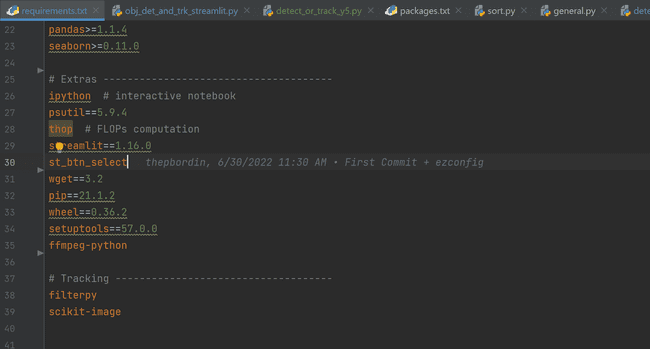 requirements.txt × obj_det_and_trk_streamlit.py × detect_or_track_y5.py × packages.txt × sort.py × general.py ×
22 pandas>=1.1.4
23 seaborn>=0.11.0
24
25 # Extras --------------------------------------
26 ipython # interactive notebook
27 psutil==5.9.4
28 thop # FLOPs computation
29 streamlit==1.16.0
30 st_btn_select thepbordin, 6/30/2022 11:30 AM • First Commit + ezconfig
31 wget==3.2
32 pip==21.1.2
33 wheel==0.36.2
34 setuptools==57.0.0
35 ffmpeg-python
36
37 # Tracking ------------------------------------
38 filterpy
39 scikit-image
40
41